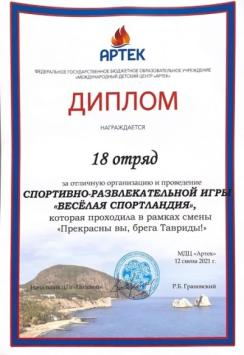 АРТЕК
ФЕДЕРАЛЬНОЕ ГОСУДАРСТВЕННОЕ БЮДЖЕТНОЕ ОБРАЗОВАТЕЛЬНОЕ УЧРЕЖДЕНИЕ
«МЕЖДУНАРОДНЫЙ ДЕТСКИЙ ЦЕНТР «АРТЕК»
ДИПЛОМ
НАГРАЖДАЕТСЯ
18 отряд
за отличную организацию и проведение
СПОРТИВНО-РАЗВЛЕКАТЕЛЬНОЙ ИГРЫ
«ВЕСЁЛАЯ СПОРТЛАНДИЯ»,
которая проходила в рамках смены
«Прекрасны вы, брега Тавриды!»
МДЦ «Артек»
12 смена 2021 г.
Начальник
Р.Б. Грановский